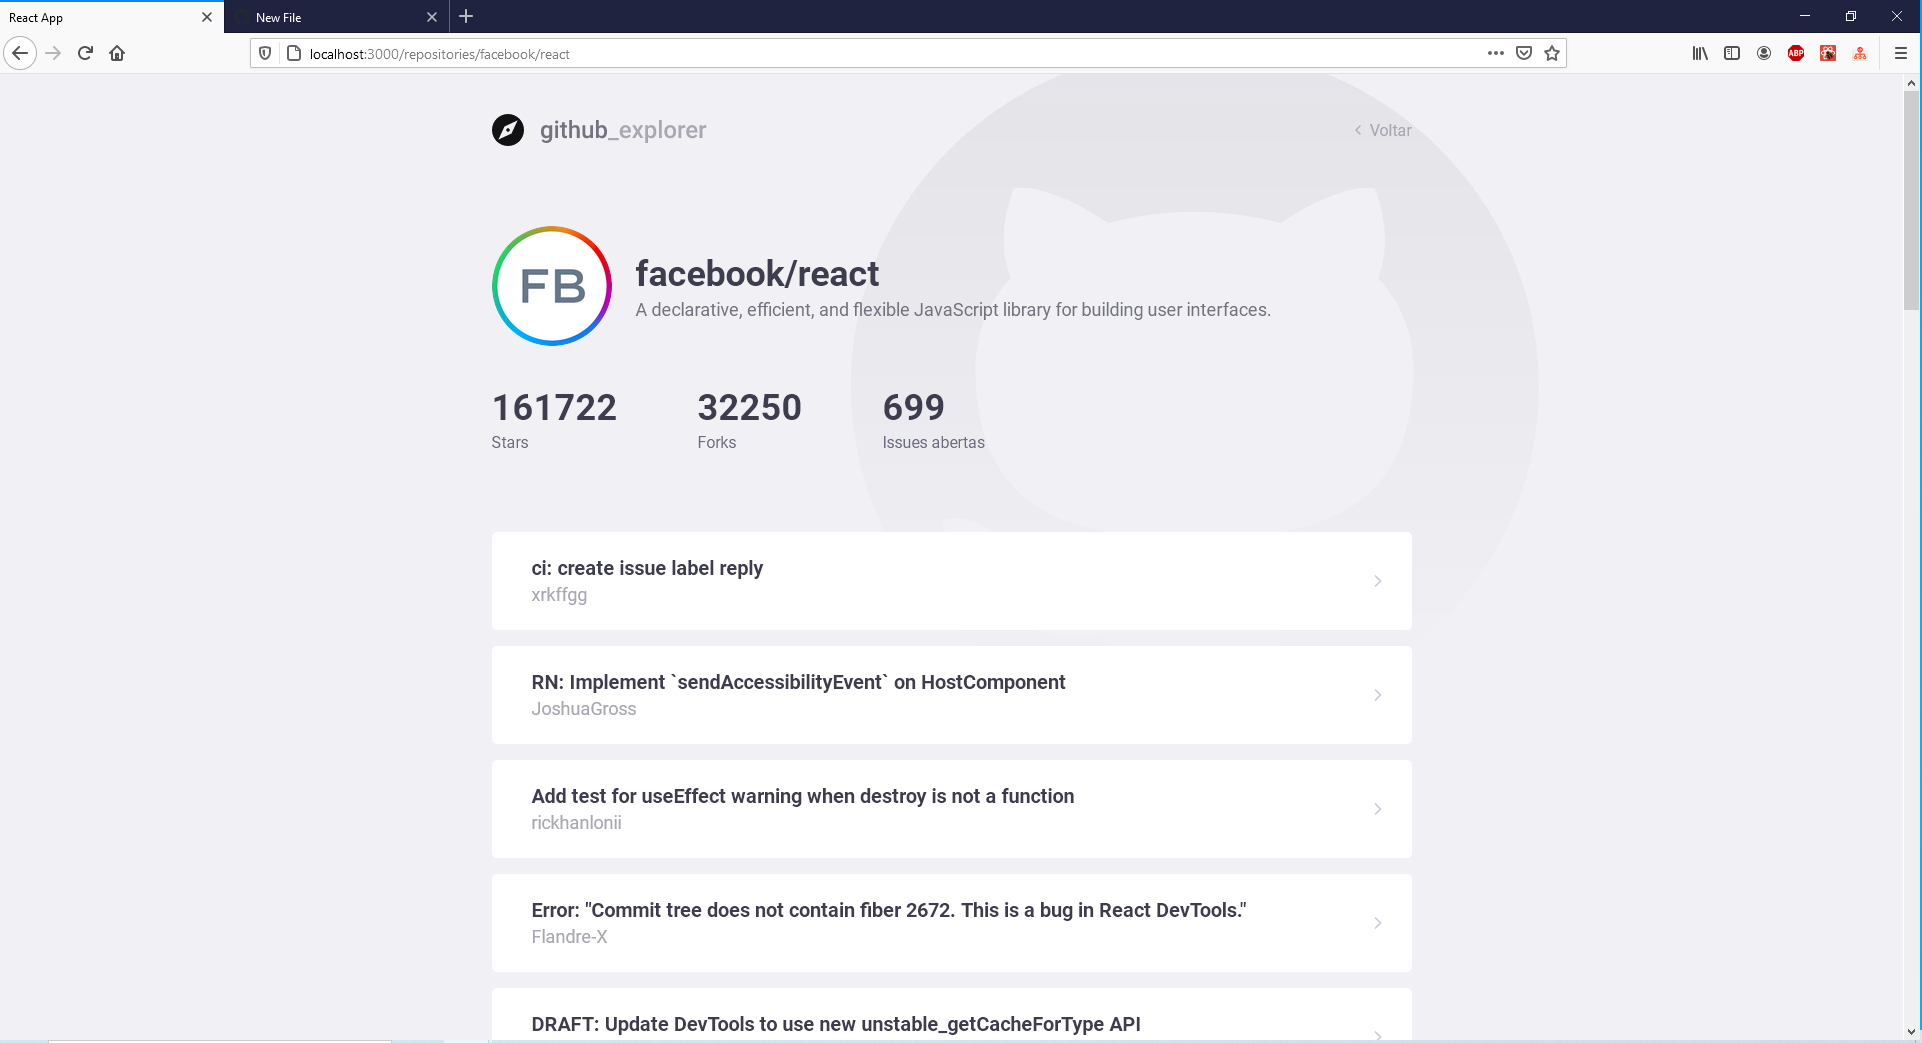 React App
New File
localhost:3000/repositories/facebook/react
ABP
github_explorer
Voltar
FB
facebook/react
A declarative, efficient, and flexible JavaScript library for building user interfaces.
161722
32250
699
Stars
Forks
Issues abertas
ci: create issue label reply
xrkffgg
RN: Implement `sendAccessibilityEvent` on HostComponent
JoshuaGross
Add test for useEffect warning when destroy is not a function
rickhanlonii
Error: "Commit tree does not contain fiber 2672. This is a bug in React DevTools."
Flandre-X
DRAFT: Update DevTools to use new unstable_getCacheForType API